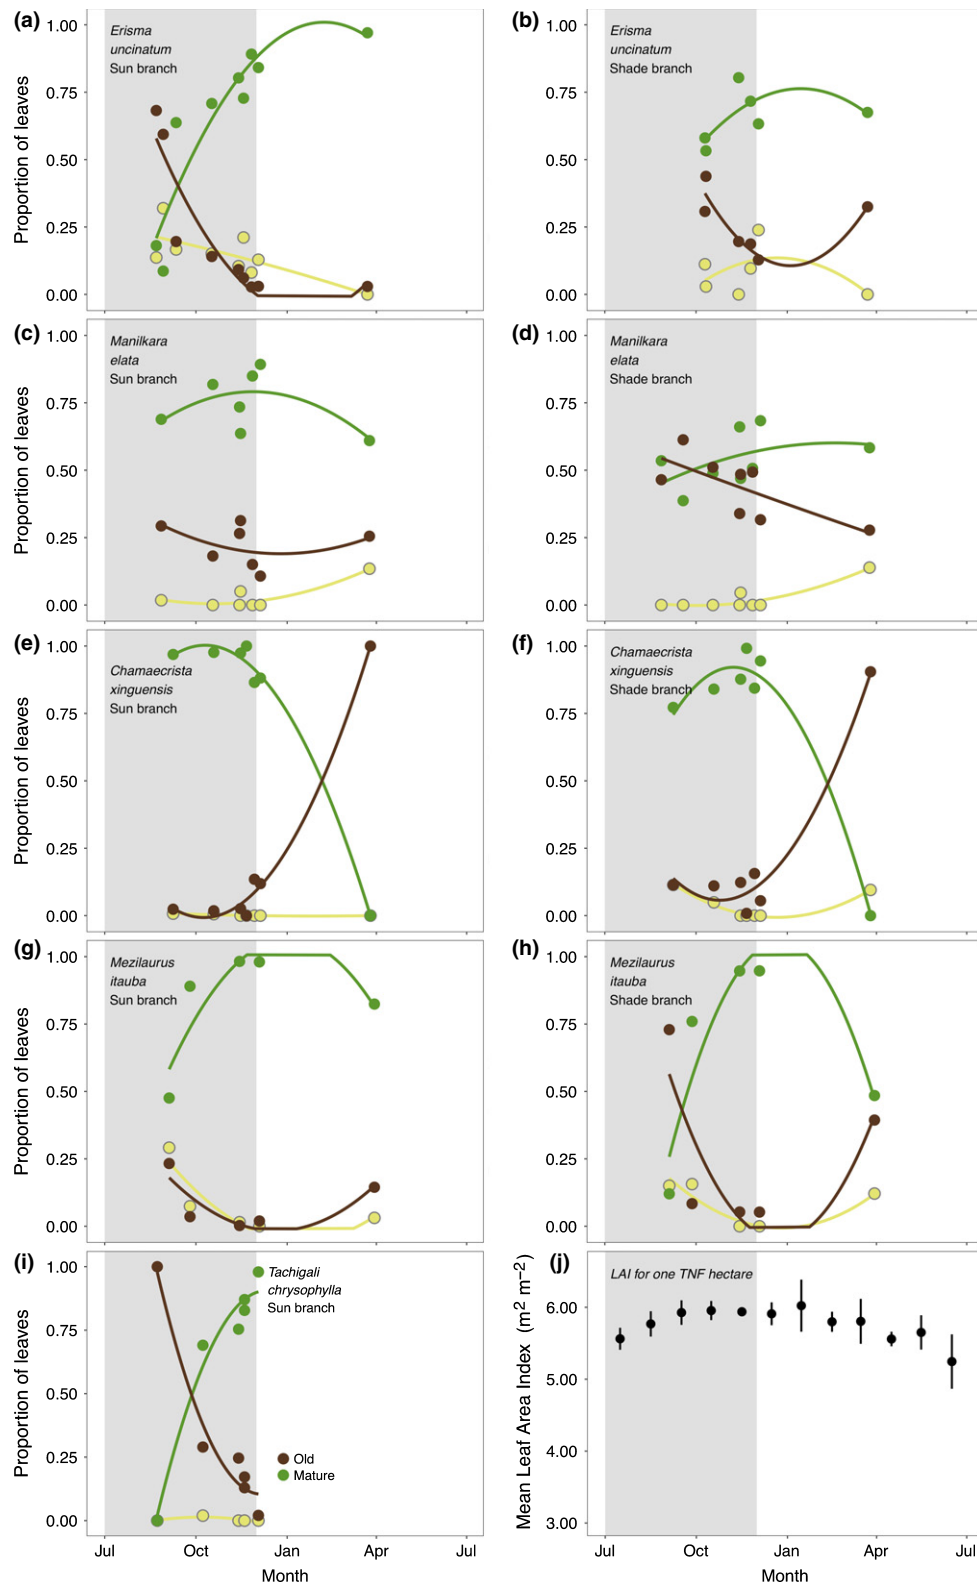 (a)
Erisma
uncinatum
Sun branch
Proportion of leaves
1.00
0.75
0.50
0.25
0.00
(b)
Erisma
uncinatum
Shade branch
1.00
0.75
0.50
0.25
0.00
(c)
Manilkara
elata
Sun branch
Proportion of leaves
1.00
0.75
0.50
0.25
0.00
(d)
Manilkara
elata
Shade branch
1.00
0.75
0.50
0.25
0.00
(e)
Chamaecrista
xinguensis
Sun branch
Proportion of leaves
1.00
0.75
0.50
0.25
0.00
(f)
Chamaecrista
xinguensis
Shade branch
1.00
0.75
0.50
0.25
0.00
(g)
Mezilaurus
itauba
Sun branch
Proportion of leaves
1.00
0.75
0.50
0.25
0.00
(h)
Mezilaurus
itauba
Shade branch
1.00
0.75
0.50
0.25
0.00
(i)
Tachigali
chrysophylla
Sun branch
Proportion of leaves
1.00
0.75
0.50
0.25
0.00
Old
Mature
Jul Oct Jan Apr Jul
Month
(j)
LAI for one TNF hectare
Mean Leaf Area Index (m² m⁻²)
6.00
5.00
4.00
3.00
Jul Oct Jan Apr Jul
Month